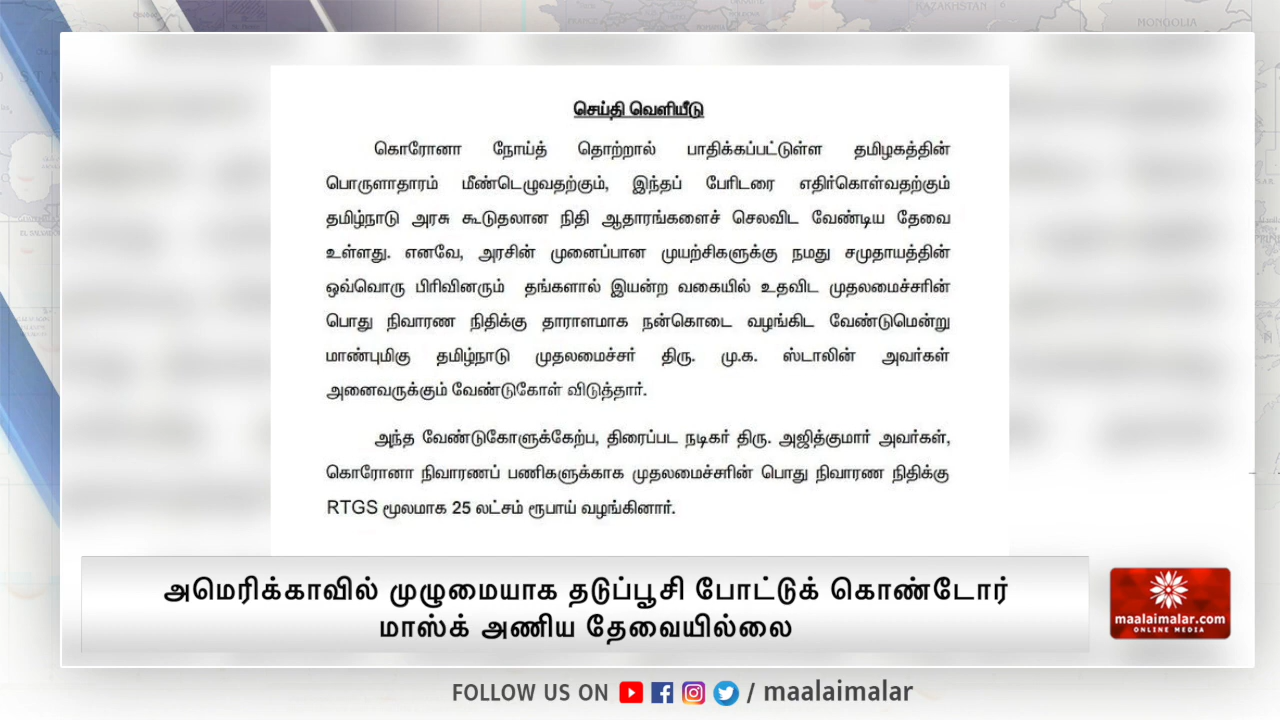 KAZAKHSTAN
MONGOLIA
FRANCE
செய்தி வெளியீடு
கொரோனா நோய்த் தொற்றால் பாதிக்கப்பட்டுள்ள தமிழகத்தின்
பொருளாதாரம் மீண்டெழுவதற்கும், இந்தப் பேரிடரை எதிர்கொள்வதற்கும்
தமிழ்நாடு அரசு கூடுதலான நிதி ஆதாரங்களைச் செலவிட வேண்டிய தேவை
உள்ளது. எனவே, அரசின் முனைப்பான முயற்சிகளுக்கு நமது சமுதாயத்தின்
ஒவ்வொரு பிரிவினரும் தங்களால் இயன்ற வகையில் உதவிட முதலமைச்சரின்
பொது நிவாரண நிதிக்கு தாராளமாக நன்கொடை வழங்கிட வேண்டுமென்று
மாண்புமிகு தமிழ்நாடு முதலமைச்சர் திரு. மு.க. ஸ்டாலின் அவர்கள்
அனைவருக்கும் வேண்டுகோள் விடுத்தார்.
அந்த வேண்டுகோளுக்கேற்ப, திரைப்பட நடிகர் திரு. அஜித்குமார் அவர்கள்,
கொரோனா நிவாரணப் பணிகளுக்காக முதலமைச்சரின் பொது நிவாரண நிதிக்கு
RTGS மூலமாக 25 லட்சம் ரூபாய் வழங்கினார்.
அமெரிக்காவில் முழுமையாக தடுப்பூசி போட்டுக் கொண்டோர்
மாஸ்க் அணிய தேவையில்லை
maalaimalar.com
ONLINE MEDIA
FOLLOW US ON / maalaimalar